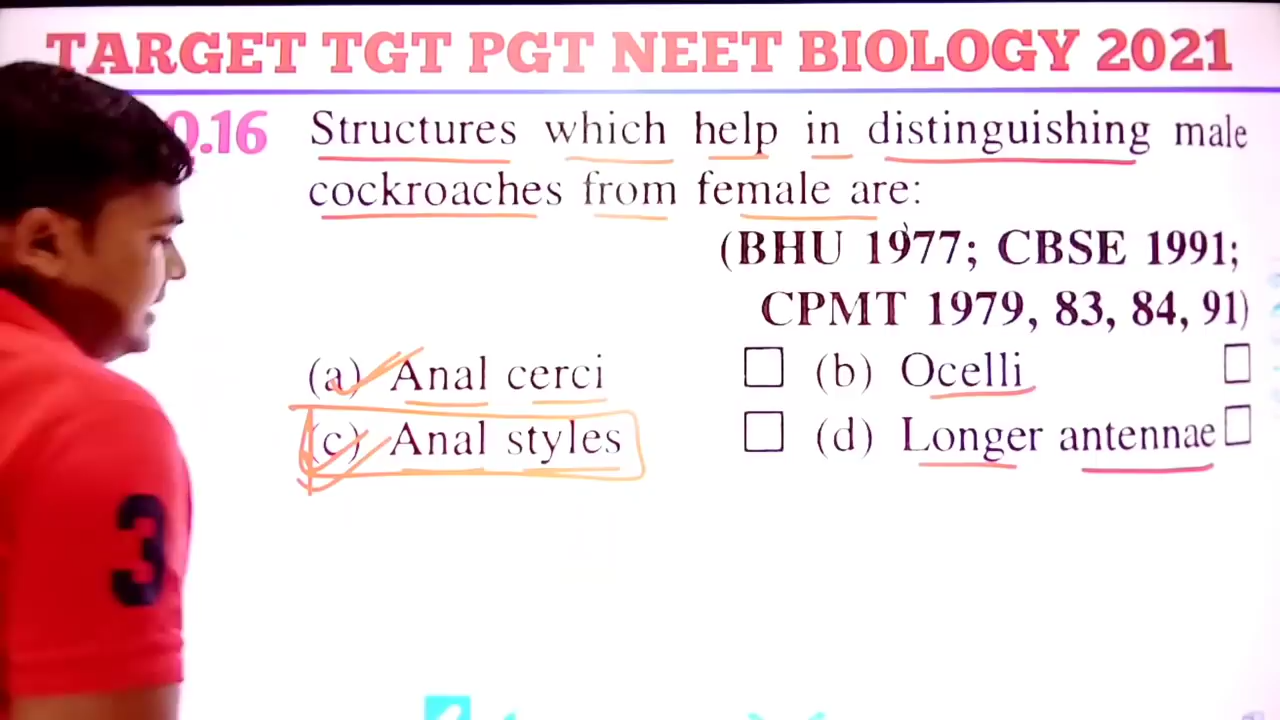 TARGET TGT PGT NEET BIOLOGY 2021
.16 Structures which help in distinguishing male
cockroaches from female are:
(BHU 1977; CBSE 1991;
CPMT 1979, 83, 84, 91)
(a) Anal cerci (b) Ocelli
(c) Anal styles (d) Longer antennae
3